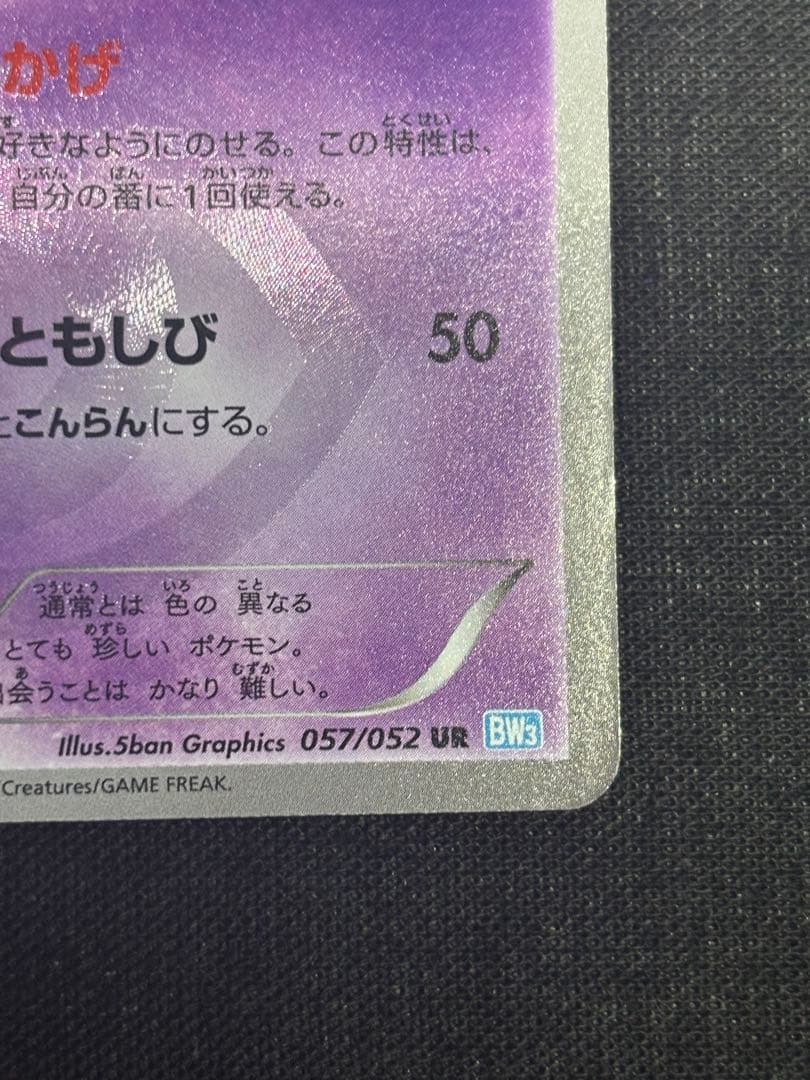 かげ
好きなようにのせる。この特性は、
自分の番に1回使える。
ともしび 50
こんらんにする。
通常とは 色の 異なる
とても 珍しい ポケモン。
会うことは かなり 難しい。
Illus.5ban Graphics 057/052 UR BW3
/Creatures/GAME FREAK.